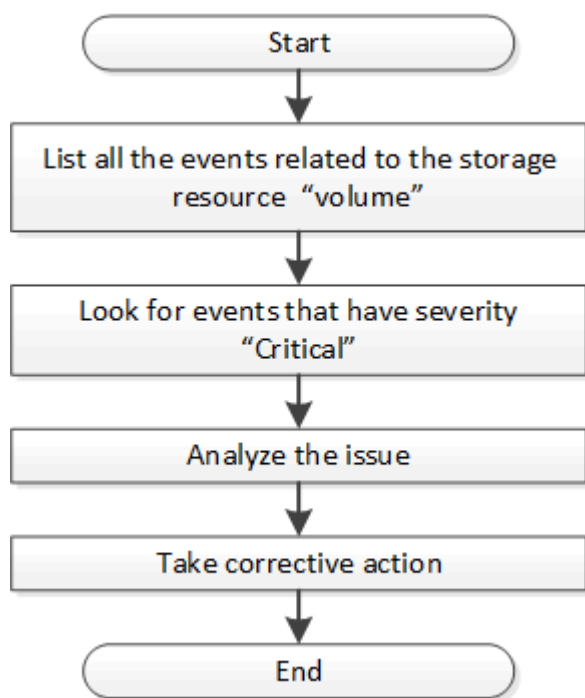 Start
List all the events related to the storage
resource “volume”
Look for events that have severity
“Critical”
Analyze the issue
Take corrective action
End